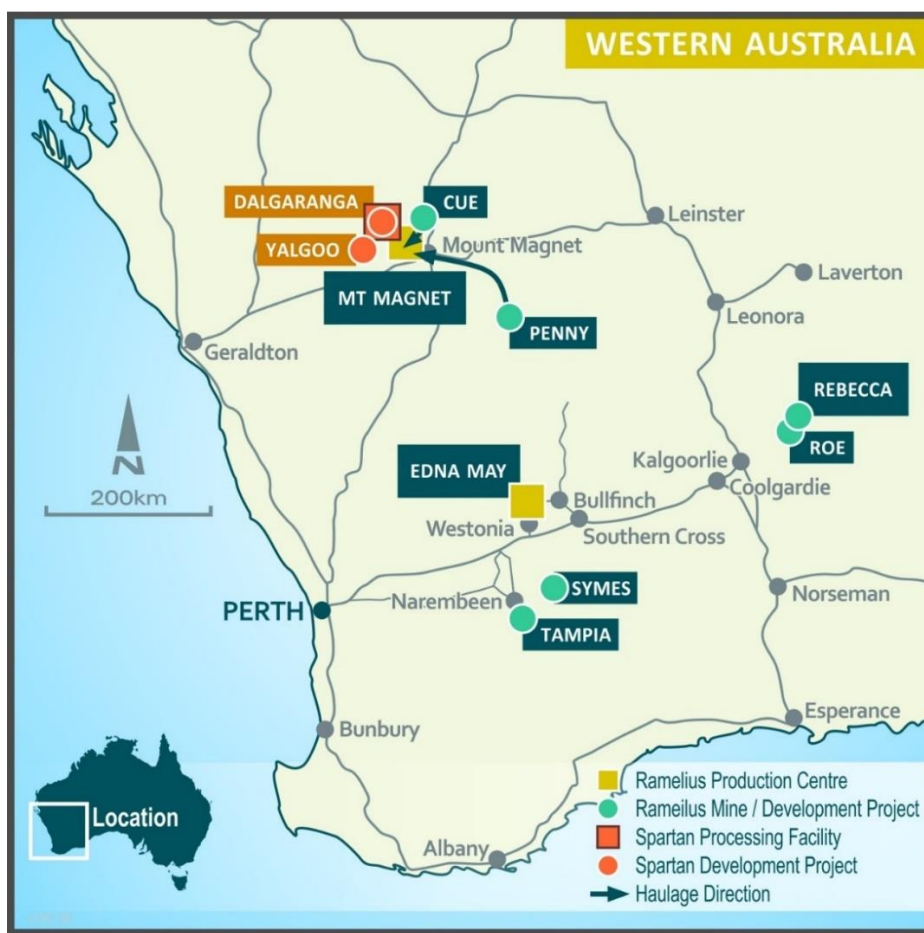 WESTERN AUSTRALIA
DALGARANGA
CUE
YALGOO
Mount Magnet
Leinster
MT MAGNET
Laverton
Leonora
PENNY
Geraldton
REBECCA
ROE
N
200km
EDNA MAY
Kalgoorlie
Coolgardie
Bullfinch
Westonia
Southern Cross
PERTH
Narembeen
SYMES
TAMPIA
Norseman
Bunbury
Esperance
Location
Albany
Ramelius Production Centre
Rameilus Mine / Development Project
Spartan Processing Facility
Spartan Development Project
Haulage Direction